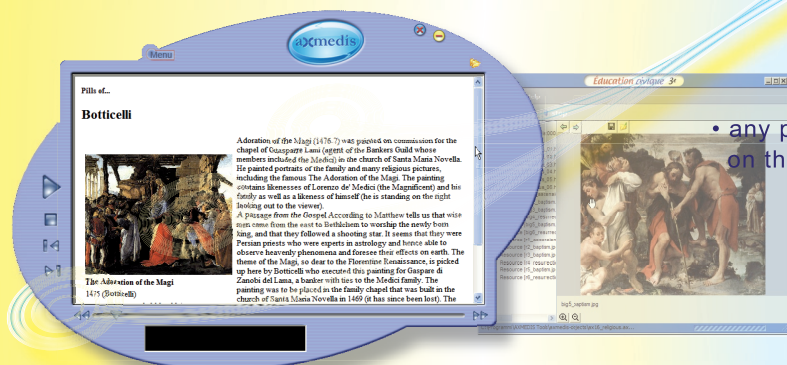 axmedis
Menu
Pills of...
Botticelli
Adoration of the Magi (1476-7) was painted on commission for the
chapel of Guasparre Lami (agent of the Bankers Guild whose
members included the Medici) in the church of Santa Maria Novella.
He painted portraits of the family and many religious pictures,
including the famous The Adoration of the Magi. The painting
contains likenesses of Lorenzo de' Medici (the Magnificent) and his
family as well as a likeness of himself (he is standing on the right
looking out to the viewer).
A passage from the Gospel According to Matthew tells us that wise
men came from the east to Bethlehem to worship the newly born
king, and that they followed a shooting star. It seems that they were
Persian priests who were experts in astrology and hence able to
observe heavenly phenomena and foresee their effects on earth. The
theme of the Magi, so dear to the Florentine Renaissance, is picked
up here by Botticelli who executed this painting for Gaspare di
Zanobi del Lama, a banker with ties to the Medici family. The
painting was to be placed in the family chapel that was built in the
church of Santa Maria Novella in 1469 (it has since been lost). The
The Adoration of the Magi
1475 (Botticelli)
Education civique 3e
• any p
on th
Resource
Resource
Resource
Resource
big5_baptism.jpg